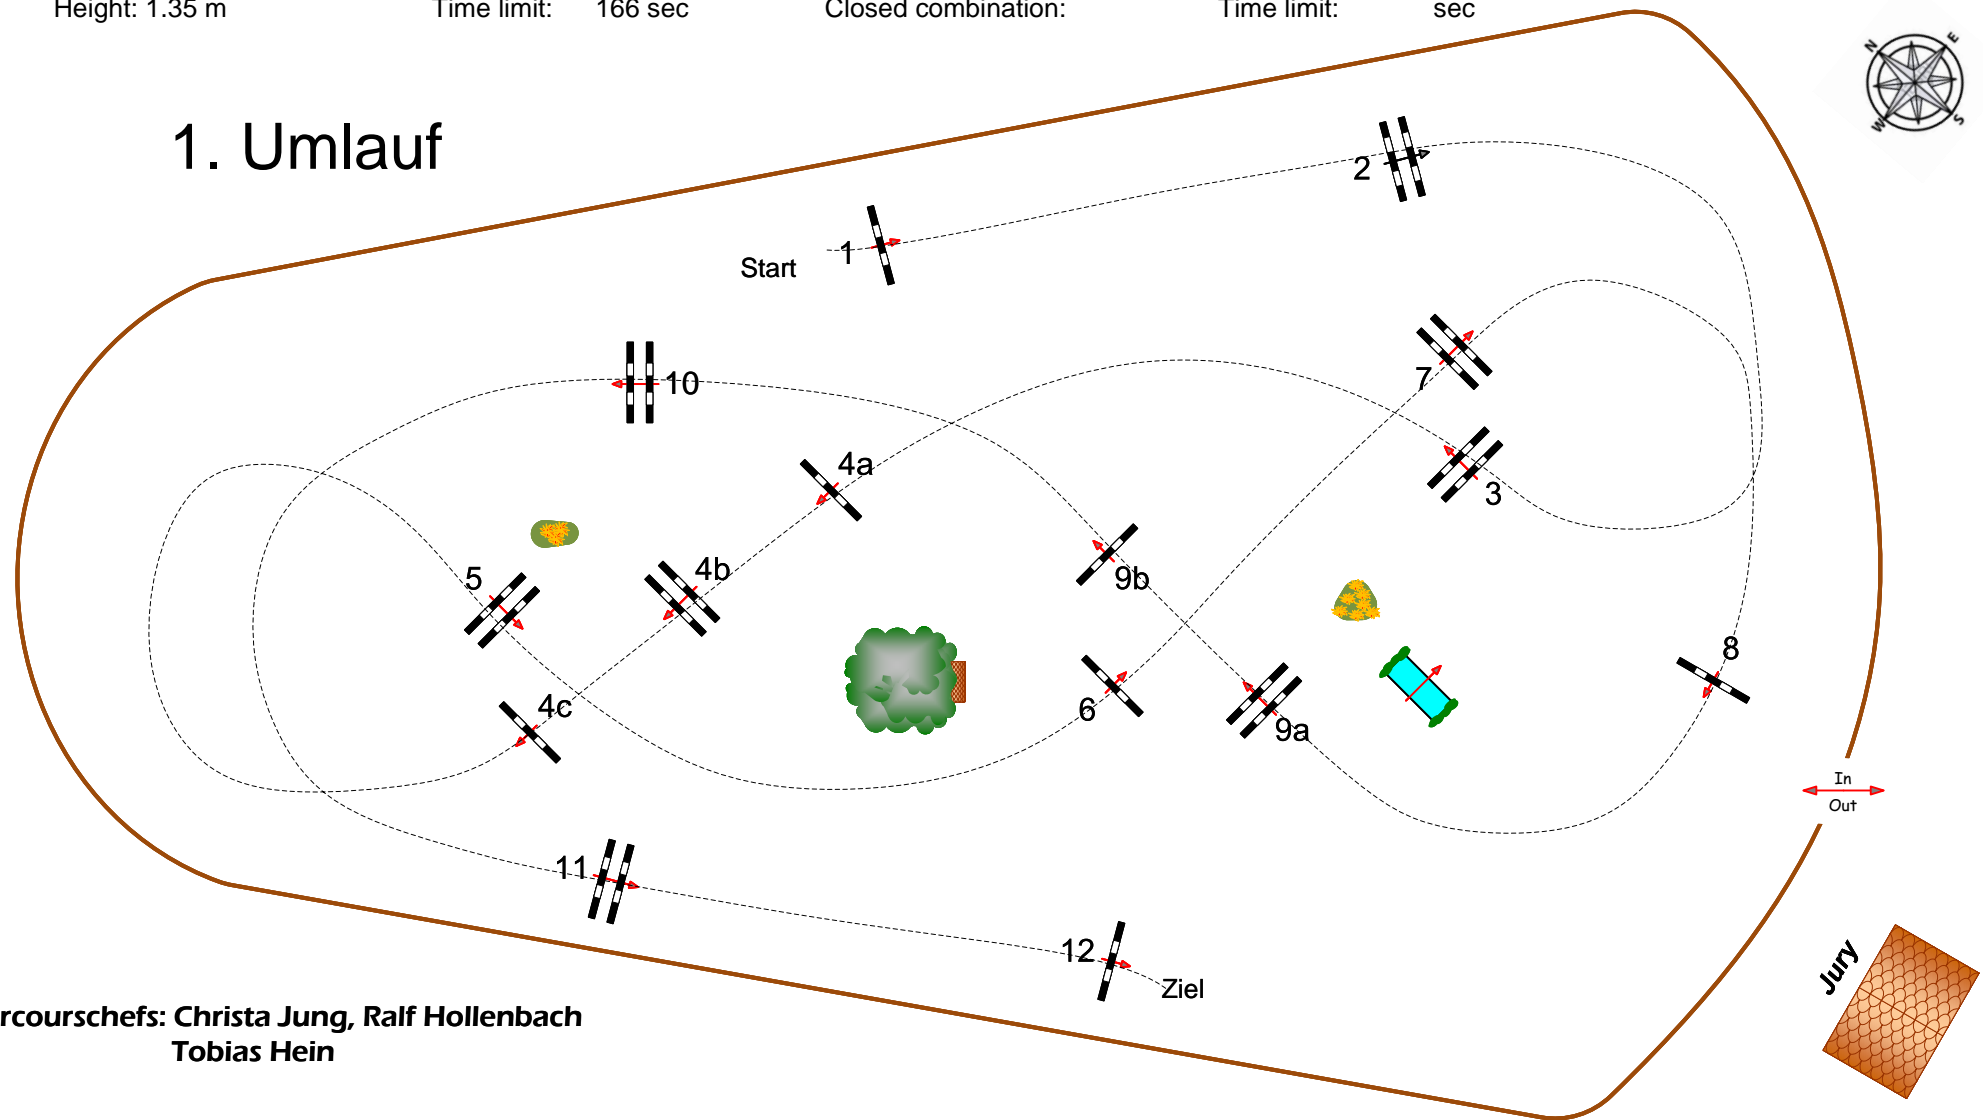 Height: 1.35 m Time limit: 166 sec Closed combination: Time limit: sec
N E
S
W
1. Umlauf
2
1
Start
7
10
3
4a
4b
5
9b
8
4c
6
9a
In
Out
11
12
Ziel
Jury
rcourschefs: Christa Jung, Ralf Hollenbach
Tobias Hein